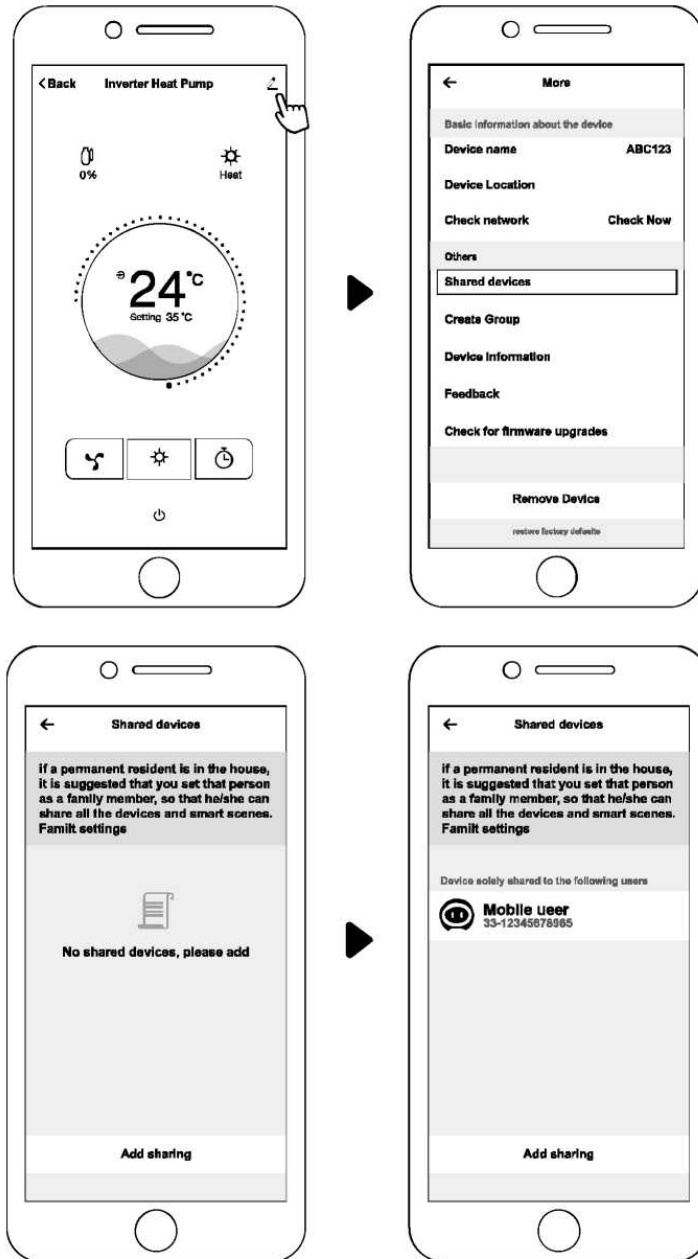 < Back Inverter Heat Pump
0% Heat
24°C
Setting 35 °C
← More
Basic Information about the device
Device name ABC123
Device Location
Check network Check Now
Others
Shared devices
Create Group
Device Information
Feedback
Check for firmware upgrades
Remove Device
restore factory defaults
← Shared devices
if a permanent resident is in the house,
it is suggested that you set that person
as a family member, so that he/she can
share all the devices and smart scenes.
Familt settings
No shared devices, please add
Add sharing
← Shared devices
if a permanent resident is in the house,
it is suggested that you set that person
as a family member, so that he/she can
share all the devices and smart scenes.
Familt settings
Device solely shared to the following users
Mobile ueer
33-12345678965
Add sharing